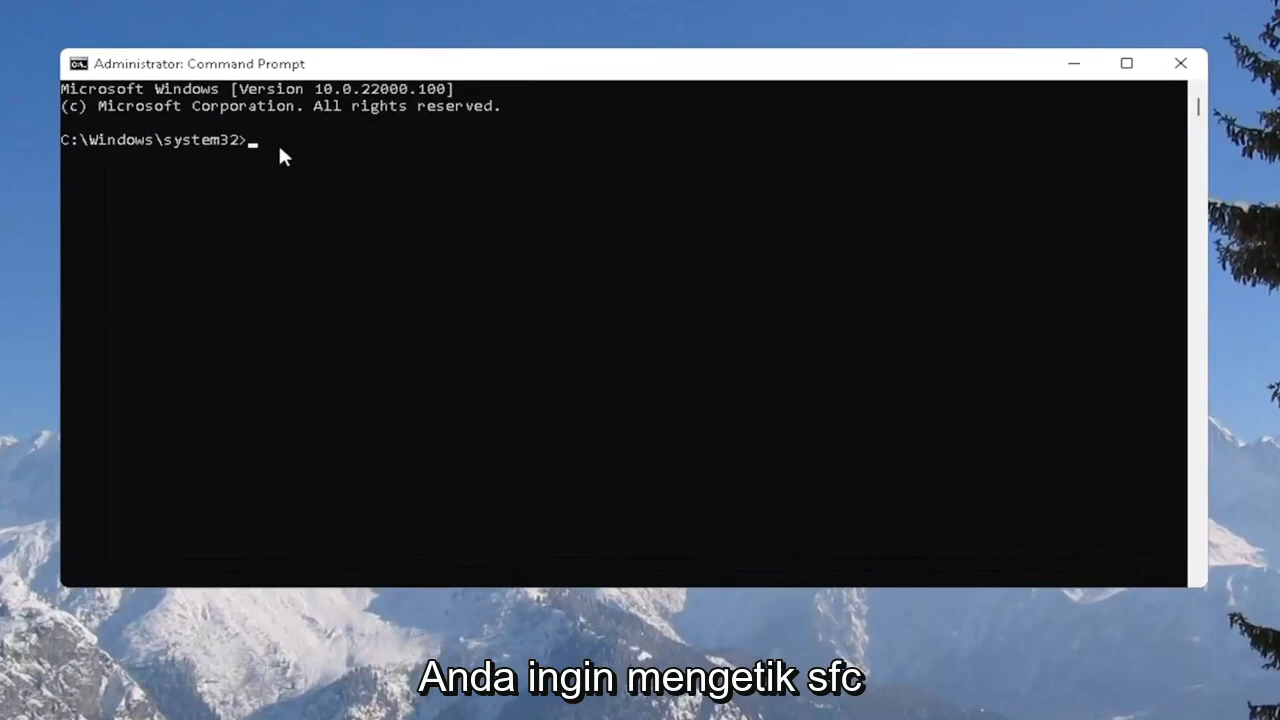 Administrator: Command Prompt
Microsoft Windows [Version 10.0.22000.100]
(c) Microsoft Corporation. All rights reserved.
C:\Windows\system32>
Anda ingin mengetik sfc